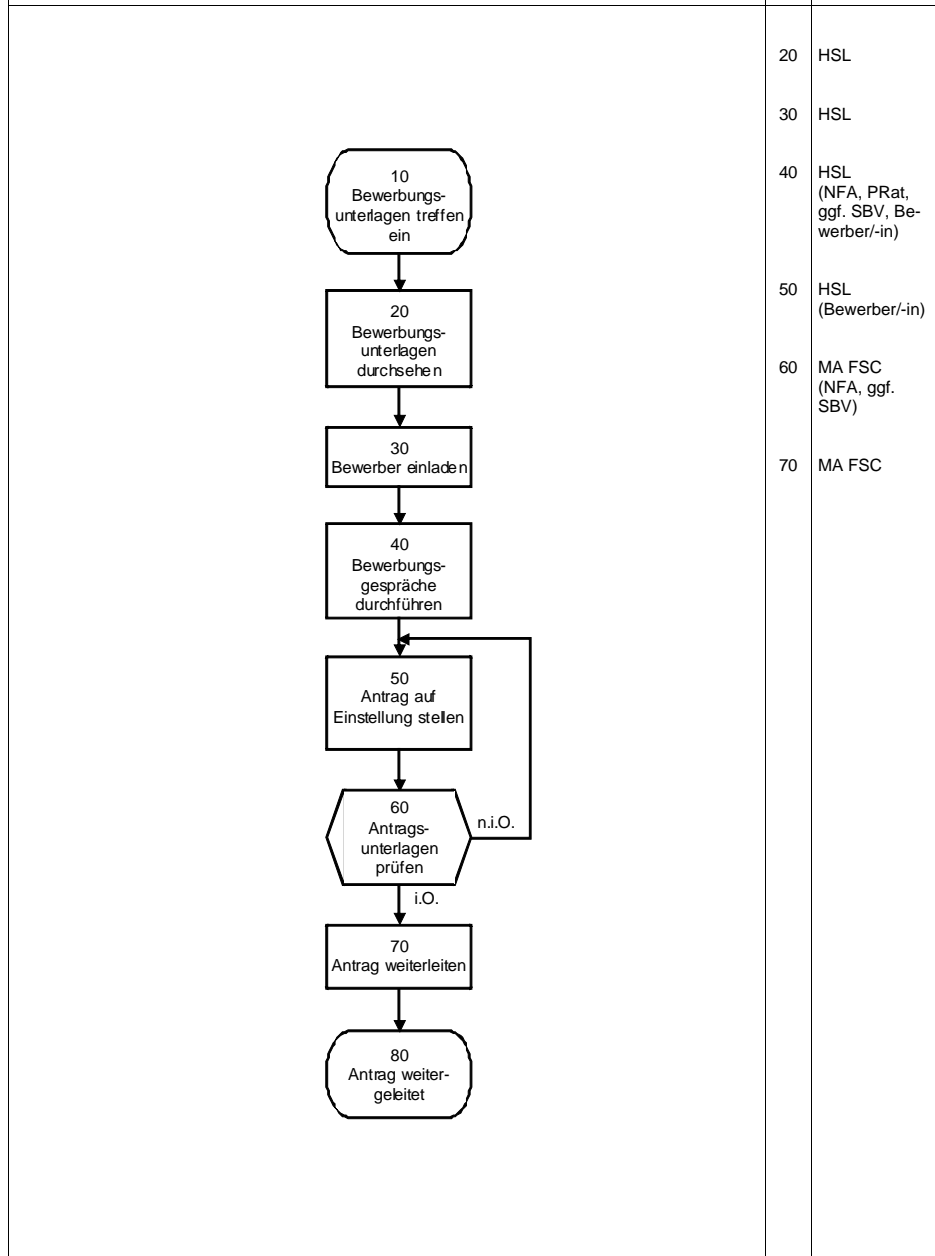 10
Bewerbungs-
unterlagen treffen
ein
20
Bewerbungs-
unterlagen
durchsehen
30
Bewerber einladen
40
Bewerbungs-
gespräche
durchführen
50
Antrag auf
Einstellung stellen
60
Antrags-
unterlagen
prüfen
n.i.O.
i.O.
70
Antrag weiterleiten
80
Antrag weiter-
geleitet
20 HSL
30 HSL
40 HSL
(NFA, PRat,
ggf. SBV, Be-
werber/-in)
50 HSL
(Bewerber/-in)
60 MA FSC
(NFA, ggf.
SBV)
70 MA FSC